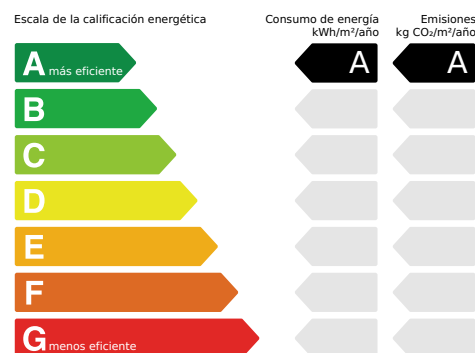 Escala de la calificación energética
Consumo de energía
kWh/m²/año
Emisiones
kg CO₂/m²/año
A más eficiente
A
A
B
C
D
E
F
G menos eficiente